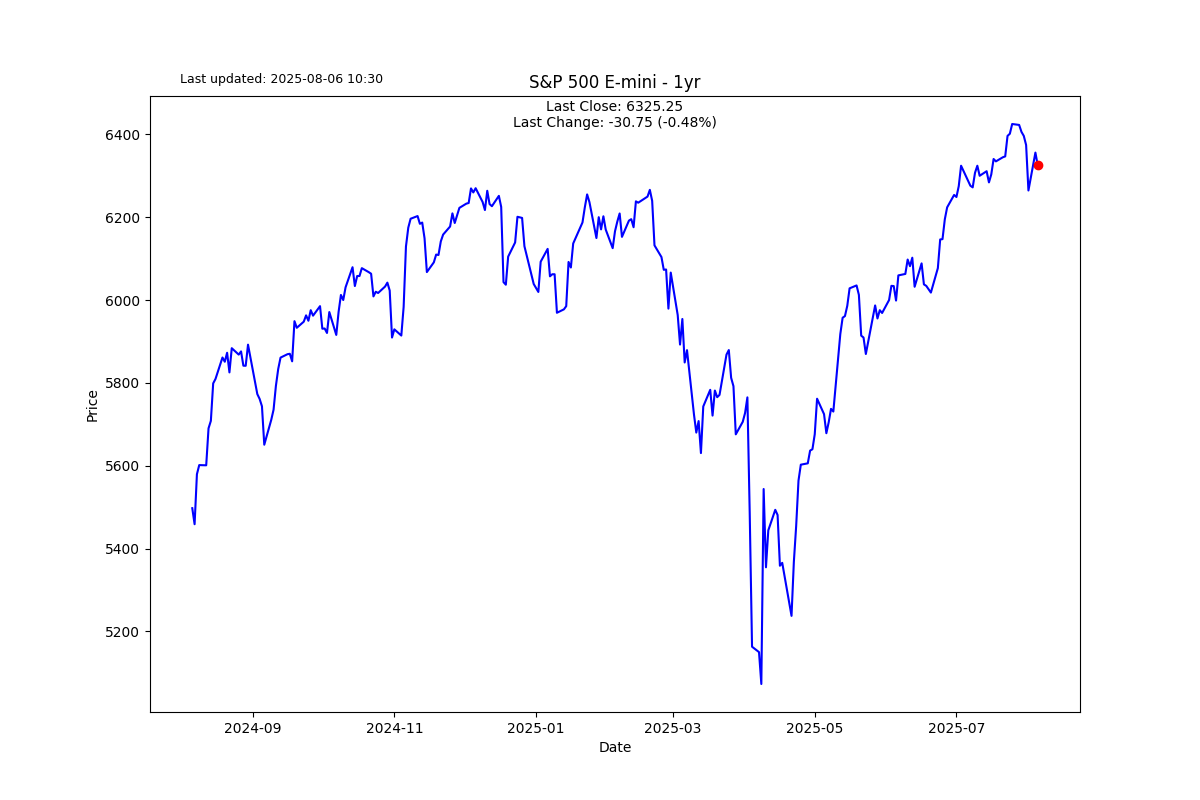 Last updated: 2025-08-06 10:30
S&P 500 E-mini - 1yr
Last Close: 6325.25
Last Change: -30.75 (-0.48%)
6400
6200
6000
5800
5600
5400
5200
Price
2024-09
2024-11
2025-01
2025-03
2025-05
2025-07
Date